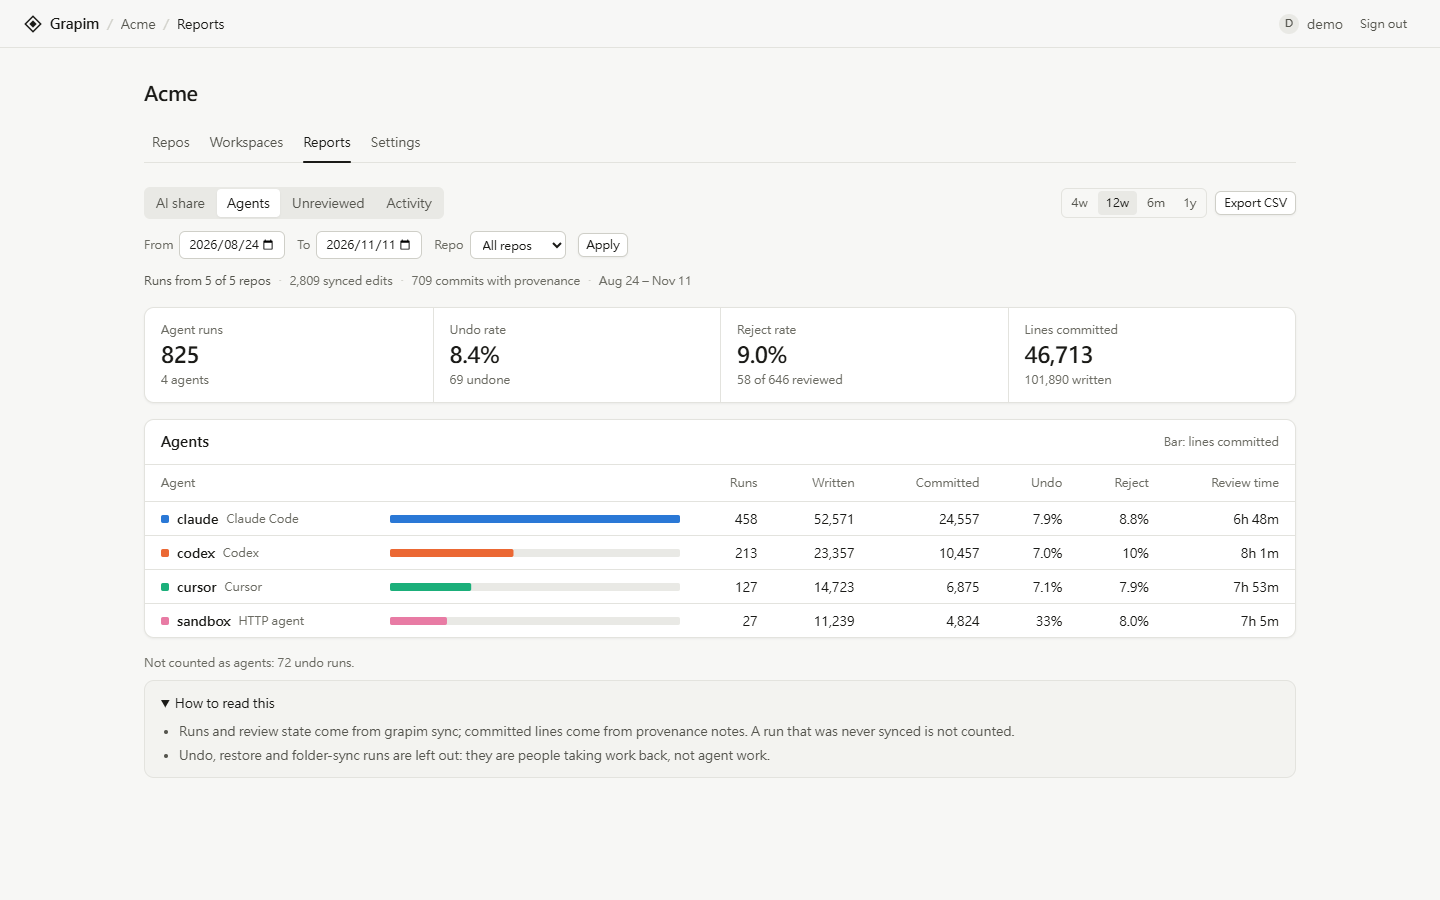 Grapim / Acme / Reports
D demo Sign out
Acme
Repos Workspaces Reports Settings
AI share Agents Unreviewed Activity
4w 12w 6m 1y Export CSV
From 2026/08/24 To 2026/11/11 Repo All repos Apply
Runs from 5 of 5 repos · 2,809 synced edits · 709 commits with provenance · Aug 24 – Nov 11
Agent runs Undo rate Reject rate Lines committed
825 8.4% 9.0% 46,713
4 agents 69 undone 58 of 646 reviewed 101,890 written
Agents Bar: lines committed
Agent Runs Written Committed Undo Reject Review time
claude Claude Code 458 52,571 24,557 7.9% 8.8% 6h 48m
codex Codex 213 23,357 10,457 7.0% 10% 8h 1m
cursor Cursor 127 14,723 6,875 7.1% 7.9% 7h 53m
sandbox HTTP agent 27 11,239 4,824 33% 8.0% 7h 5m
Not counted as agents: 72 undo runs.
▼ How to read this
• Runs and review state come from grapim sync; committed lines come from provenance notes. A run that was never synced is not counted.
• Undo, restore and folder-sync runs are left out: they are people taking work back, not agent work.